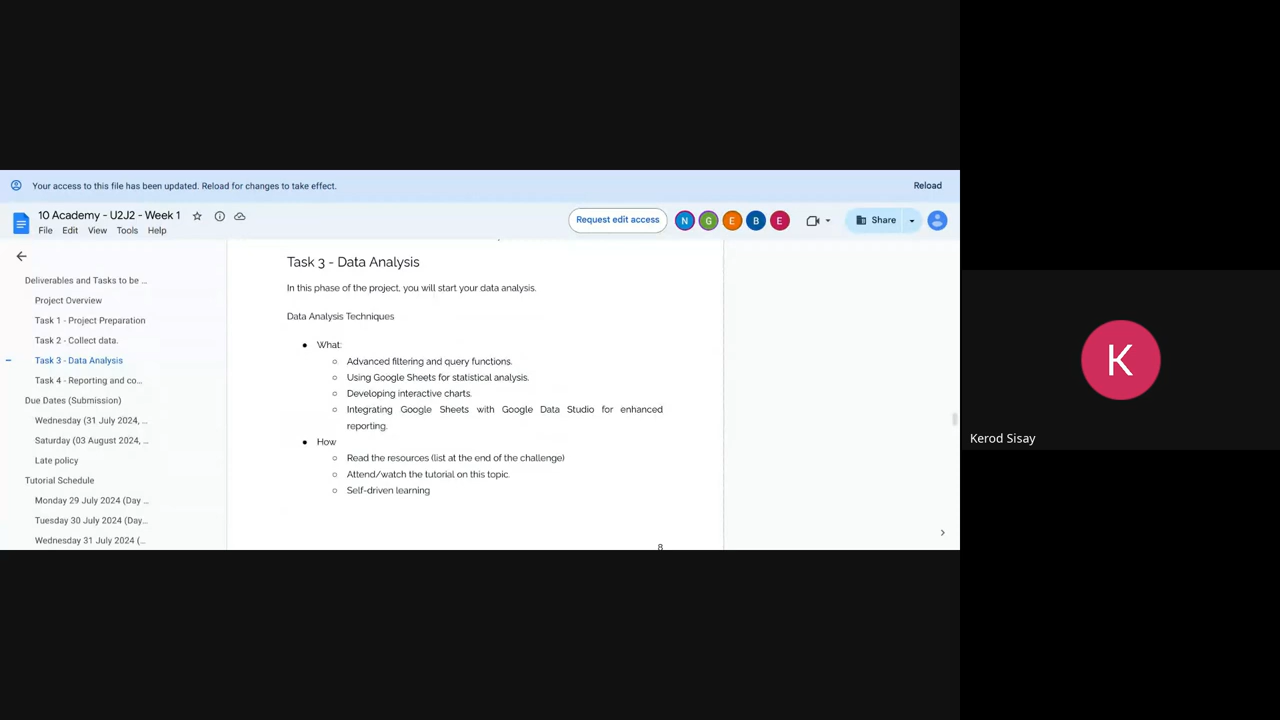 Your access to this file has been updated. Reload for changes to take effect.
Reload
10 Academy - U2J2 - Week 1
File Edit View Tools Help
Request edit access
N G E B E
Share
Deliverables and Tasks to be ...
Project Overview
Task 1 - Project Preparation
Task 2 - Collect data.
Task 3 - Data Analysis
Task 4 - Reporting and co...
Due Dates (Submission)
Wednesday (31 July 2024, ...
Saturday (03 August 2024, ...
Late policy
Tutorial Schedule
Monday 29 July 2024 (Day ...
Tuesday 30 July 2024 (Day...
Wednesday 31 July 2024 (...
Task 3 - Data Analysis
In this phase of the project, you will start your data analysis.
Data Analysis Techniques
● What:
○ Advanced filtering and query functions.
○ Using Google Sheets for statistical analysis.
○ Developing interactive charts.
○ Integrating Google Sheets with Google Data Studio for enhanced
reporting.
● How
○ Read the resources (list at the end of the challenge)
○ Attend/watch the tutorial on this topic.
○ Self-driven learning
8
K
Kerod Sisay